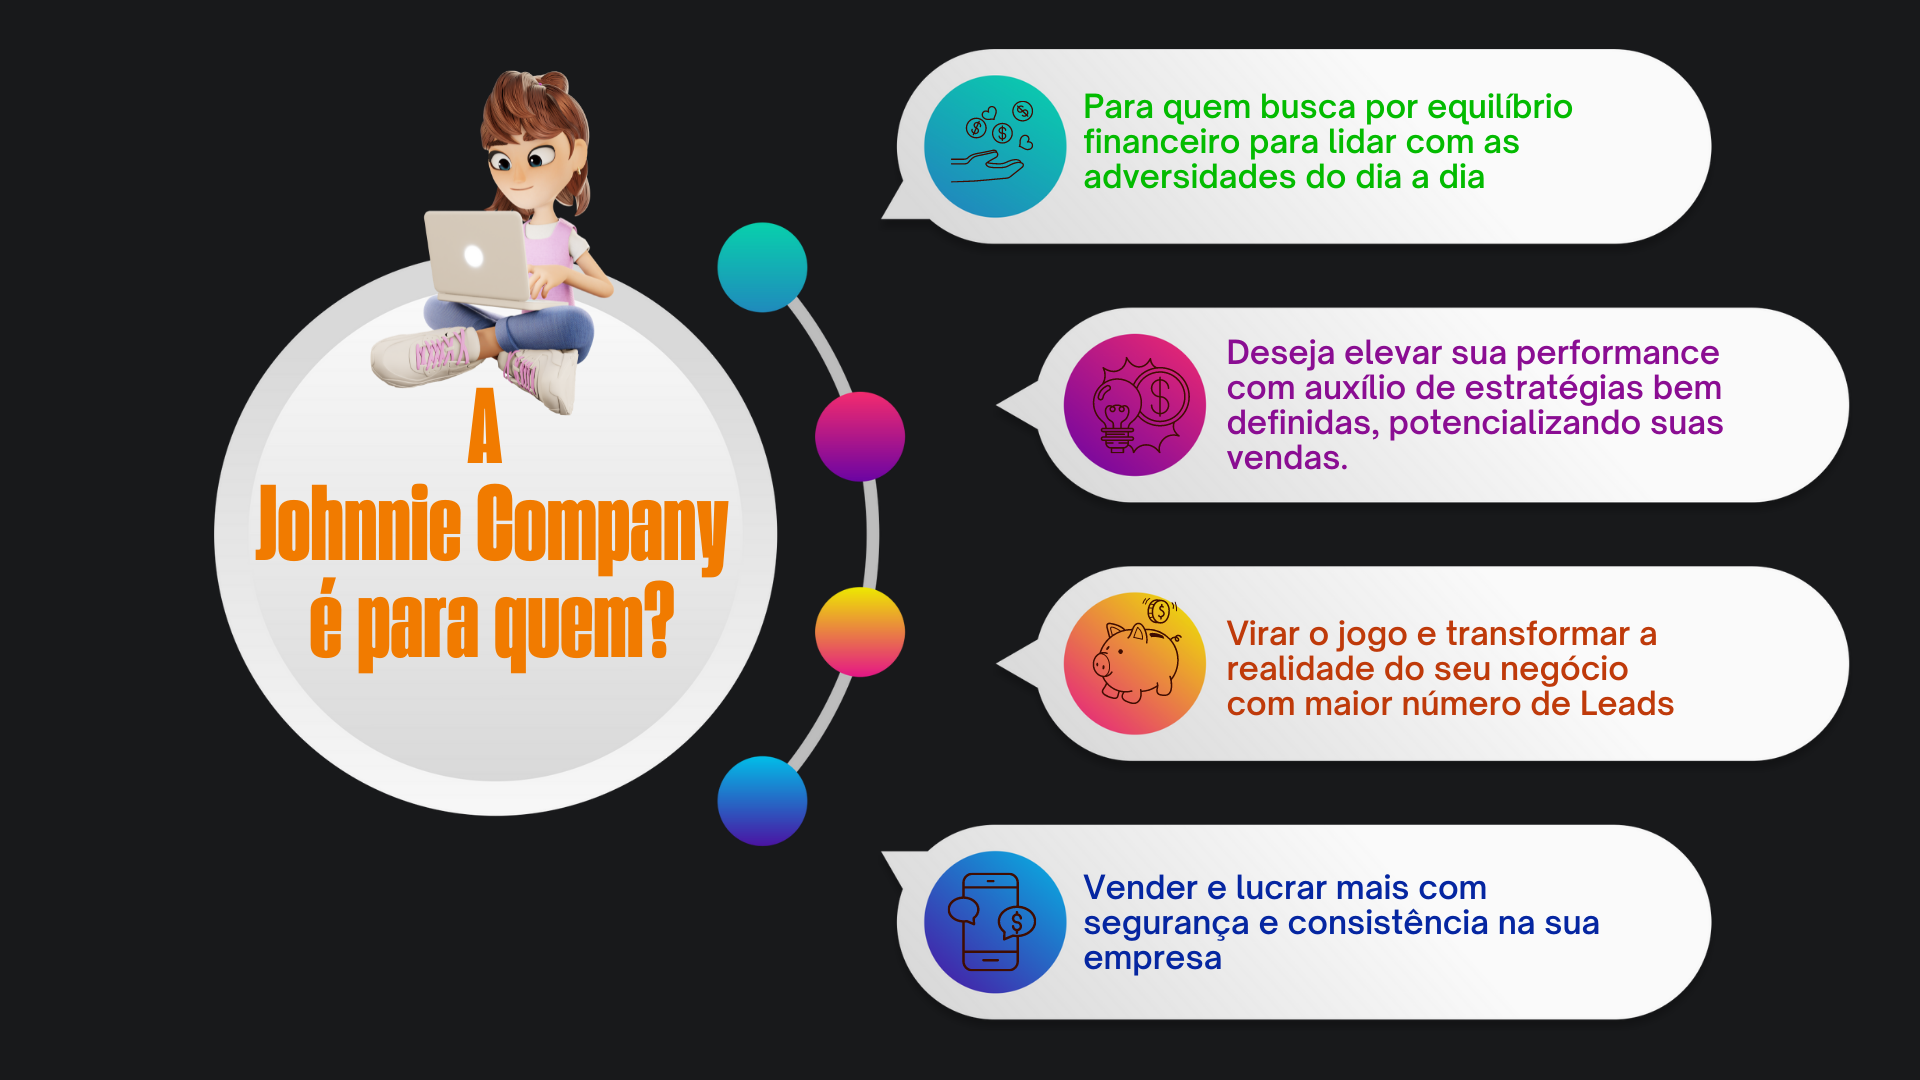 A
Johnnie Company
é para quem?
Para quem busca por equilíbrio
financeiro para lidar com as
adversidades do dia a dia
Deseja elevar sua performance
com auxílio de estratégias bem
definidas, potencializando suas
vendas.
Virar o jogo e transformar a
realidade do seu negócio
com maior número de Leads
Vender e lucrar mais com
segurança e consistência na sua
empresa